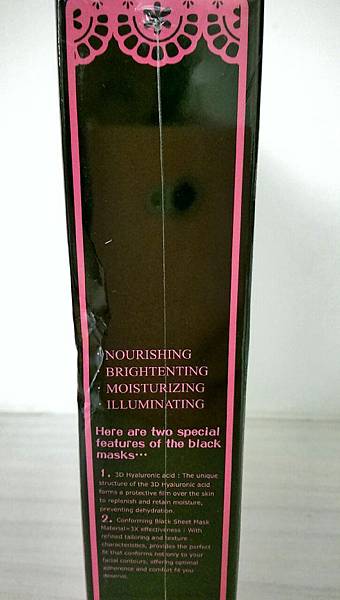 · NOURISHING
· BRIGHTENTING
· MOISTURIZING
· ILLUMINATING
Here are two special
features of the black
masks···
1. 3D Hyaluronic acid : The unique
structure of the 3D Hyaluronic acid
forms a protective film over the skin
to replenish and retain moisture,
preventing dehydration.
2. Conforming Black Sheet Mask
Material=3X effectiveness : With
refined tailoring and texture
characteristics, provides the perfect
fit that conforms not only to your
facial contours, offering optimal
adherence and comfort fit you
deserve.